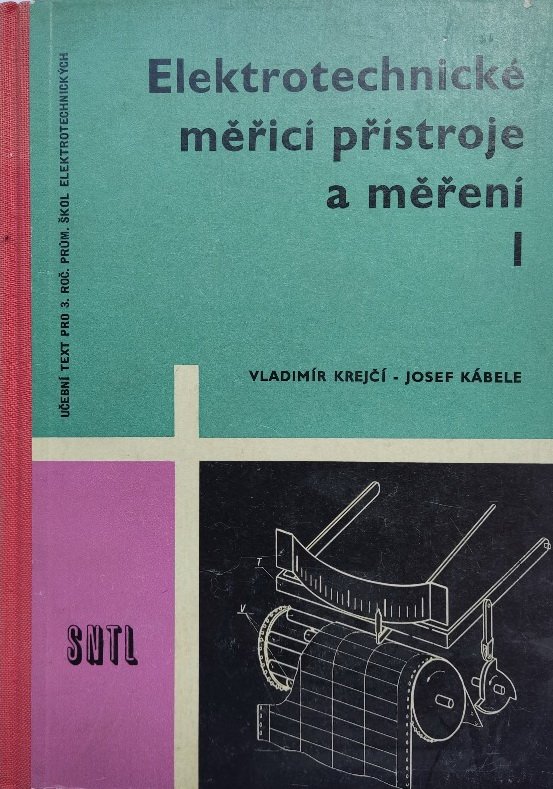 Elektrotechnické
měřicí přístroje
a měření
I
VLADIMÍR KREJČÍ - JOSEF KÁBELE
UČEBNÍ TEXT PRO 3. ROČ. PRŮM. ŠKOL ELEKTROTECHNICKÝCH
T
V
SNTL